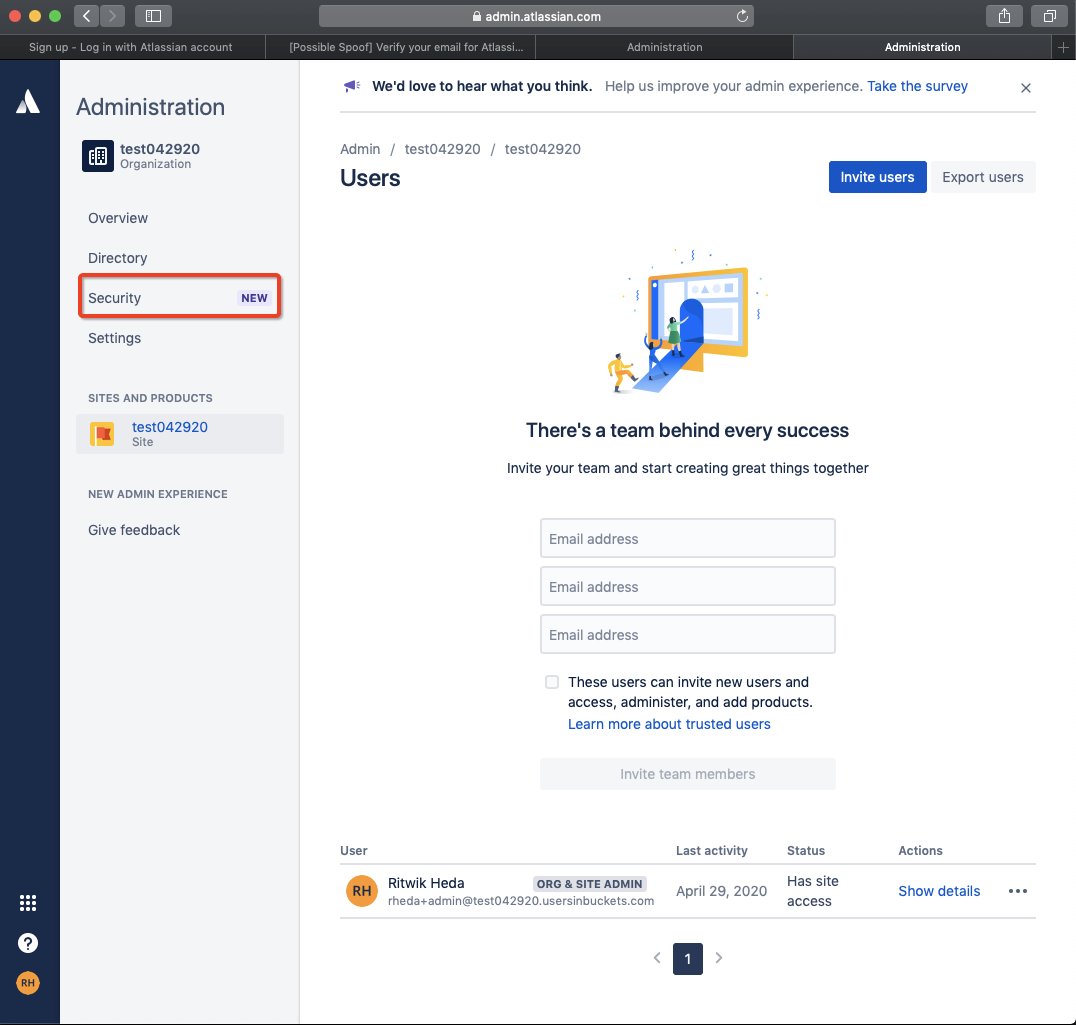 admin.atlassian.com
Sign up - Log in with Atlassian account
[Possible Spoof] Verify your email for Atlassi...
Administration
Administration
Administration
test042920
Organization
Overview
Directory
Security NEW
Settings
SITES AND PRODUCTS
test042920
Site
NEW ADMIN EXPERIENCE
Give feedback
?
RH
We'd love to hear what you think. Help us improve your admin experience. Take the survey
Admin / test042920 / test042920
Users
Invite users Export users
There's a team behind every success
Invite your team and start creating great things together
Email address
Email address
Email address
These users can invite new users and
access, administer, and add products.
Learn more about trusted users
Invite team members
User Last activity Status Actions
RH Ritwik Heda ORG & SITE ADMIN
rheda+admin@test042920.usersinbuckets.com
April 29, 2020
Has site
access
Show details
1